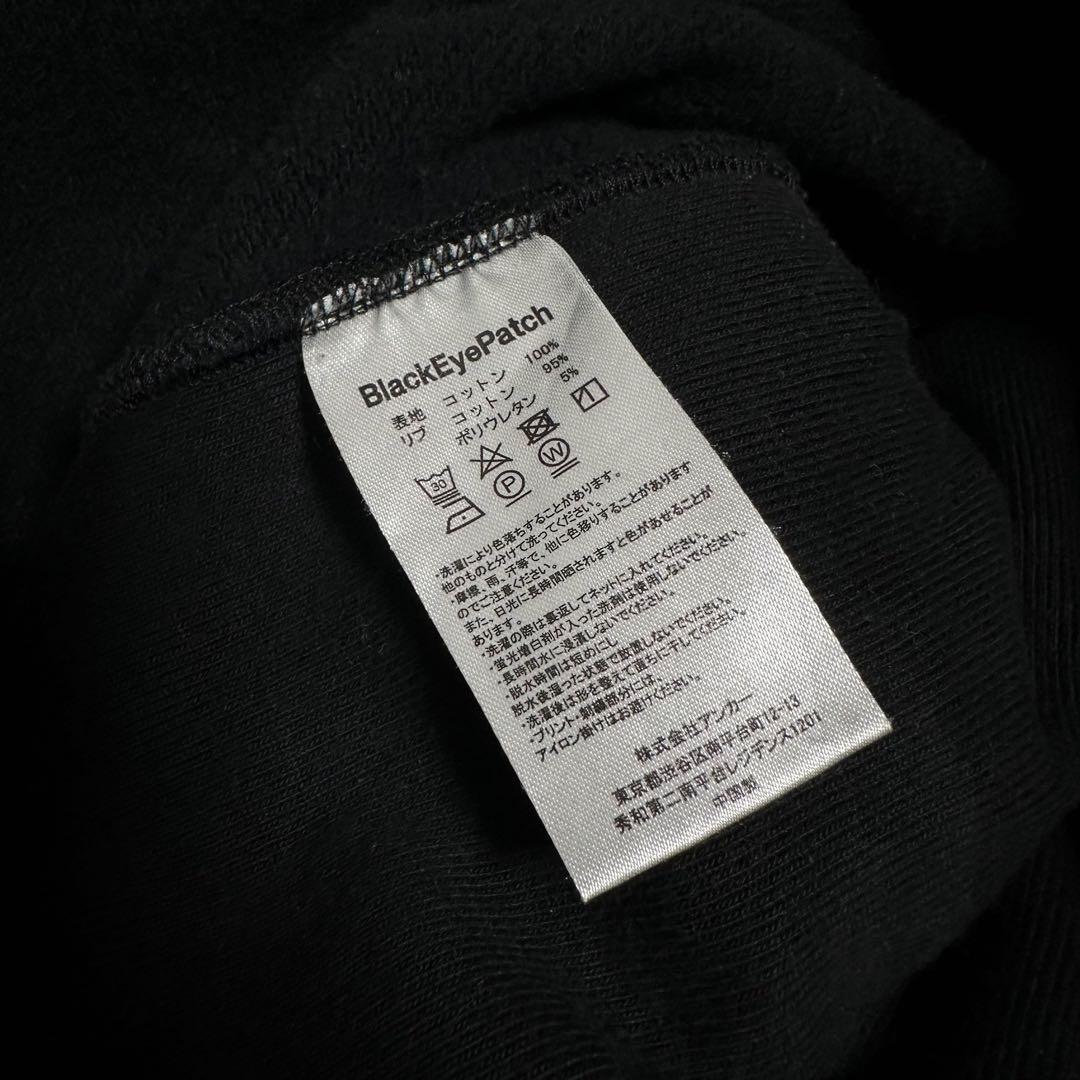 BlackEyePatch
表地 コットン 100%
リブ コットン 95%
ポリウレタン 5%
30
P W
・洗濯により色落ちすることがあります。
他のものと分けて洗ってください。
・摩擦、雨、汗等で、他に色移りすることがあります
のでご注意ください。
また、日光に長時間晒されますと色があせることが
あります。
・洗濯の際は裏返してネットに入れてください。
・蛍光増白剤が入った洗剤は使用しないでください。
・長時間水に浸漬しないでください。
・脱水時間は短めにし、
脱水後湿った状態で放置しないでください。
・洗濯後は形を整えて直ちに干してください。
・プリント・刺繍部分には、
アイロン掛けはお避けください。
株式会社アンカー
東京都渋谷区南平台町12-13
秀和第二南平台レジデンス1201
中国製